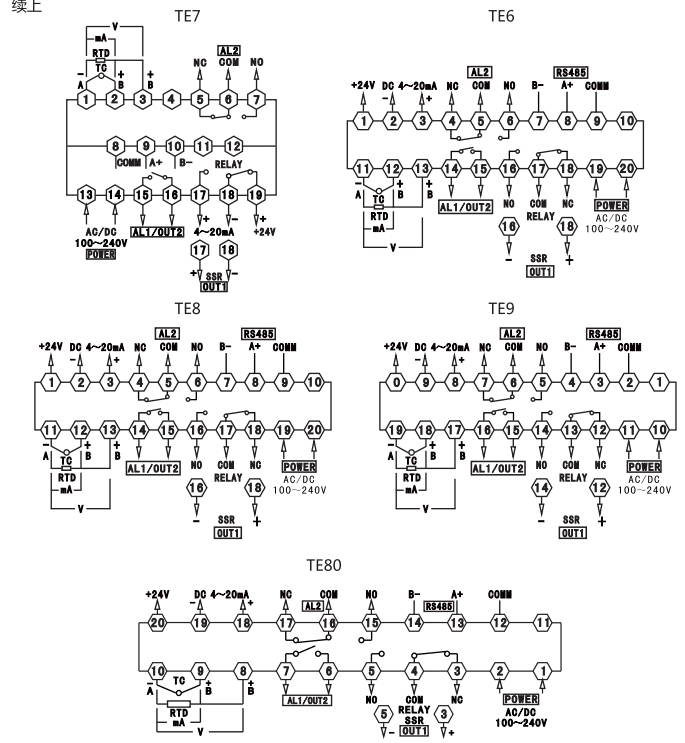 续上
TE7
V
mA
RTD
TC
− +
A B
+
B
AL2
NC COM NO
1 2 3 4 5 6 7
8 9 10 11 12
COMM A+ B− RELAY
13 14 15 16 17 18 19
AC/DC
100～240V
POWER
AL1/OUT2
+ − +
4～20mA +24V
17 18
+ SSR −
OUT1
TE6
AL2 RS485
+24V DC 4～20mA NC COM NO B− A+ COMM
− +
1 2 3 4 5 6 7 8 9 10
11 12 13 14 15 16 17 18 19 20
− + +
A TC B B
RTD
mA
V
AL1/OUT2
NO COM NC
RELAY
POWER
AC/DC
100～240V
16 18
− SSR +
OUT1
TE8
AL2 RS485
+24V DC 4～20mA NC COM NO B− A+ COMM
− +
1 2 3 4 5 6 7 8 9 10
11 12 13 14 15 16 17 18 19 20
− + +
A TC B B
RTD
mA
V
AL1/OUT2
NO COM NC
RELAY
POWER
AC/DC
100～240V
16 18
− SSR +
OUT1
TE9
AL2 RS485
+24V DC 4～20mA NC COM NO B− A+ COMM
− +
0 9 8 7 6 5 4 3 2 1
19 18 17 16 15 14 13 12 11 10
− + +
A TC B B
RTD
mA
V
AL1/OUT2
NO COM NC
RELAY
POWER
AC/DC
100～240V
14 12
− SSR +
OUT1
TE80
+24V DC 4～20mA NC COM NO B− A+ COMM
− + AL2 RS485
20 19 18 17 16 15 14 13 12 11
10 9 8 7 6 5 4 3 2 1
− + +
A TC B B
RTD
mA
V
AL1/OUT2
NO COM NC
RELAY
SSR
OUT1
5 3
− +
POWER
AC/DC
100～240V